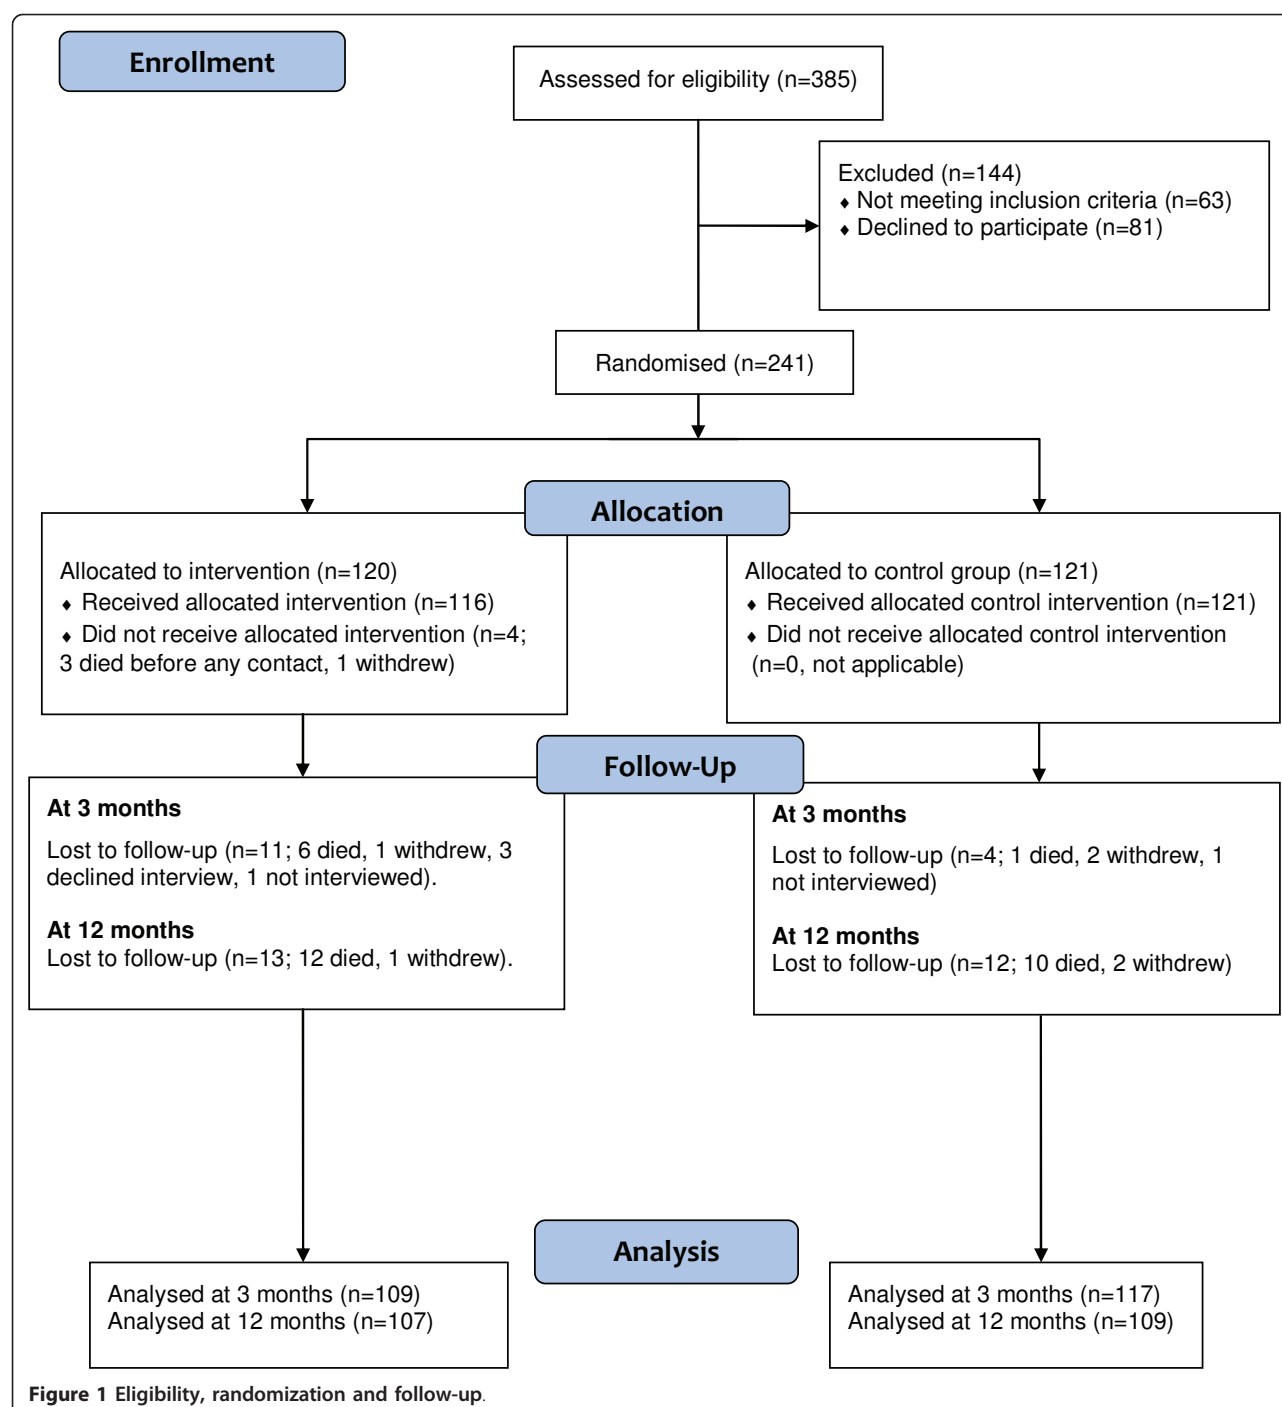 Enrollment
Assessed for eligibility (n=385)
Excluded (n=144)
♦ Not meeting inclusion criteria (n=63)
♦ Declined to participate (n=81)
Randomised (n=241)
Allocation
Allocated to intervention (n=120)
♦ Received allocated intervention (n=116)
♦ Did not receive allocated intervention (n=4;
3 died before any contact, 1 withdrew)
Allocated to control group (n=121)
♦ Received allocated control intervention (n=121)
♦ Did not receive allocated control intervention
(n=0, not applicable)
Follow-Up
At 3 months
Lost to follow-up (n=11; 6 died, 1 withdrew, 3
declined interview, 1 not interviewed).
At 12 months
Lost to follow-up (n=13; 12 died, 1 withdrew).
At 3 months
Lost to follow-up (n=4; 1 died, 2 withdrew, 1
not interviewed)
At 12 months
Lost to follow-up (n=12; 10 died, 2 withdrew)
Analysis
Analysed at 3 months (n=109)
Analysed at 12 months (n=107)
Analysed at 3 months (n=117)
Analysed at 12 months (n=109)
Figure 1 Eligibility, randomization and follow-up.